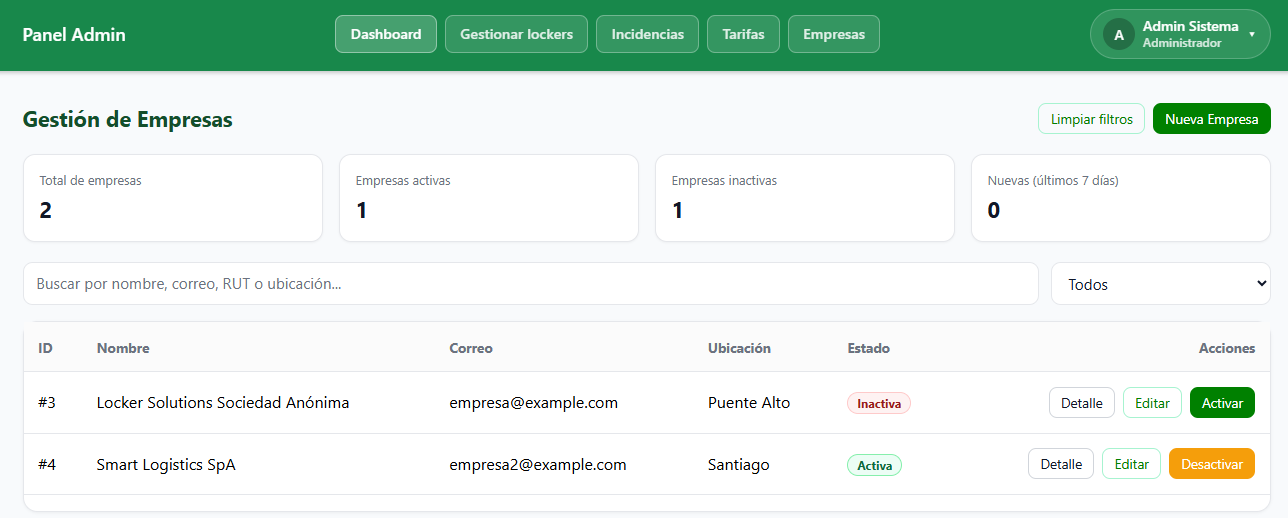 Panel Admin
Dashboard
Gestionar lockers
Incidencias
Tarifas
Empresas
A
Admin Sistema
Administrador
Gestión de Empresas
Limpiar filtros
Nueva Empresa
Total de empresas
2
Empresas activas
1
Empresas inactivas
1
Nuevas (últimos 7 días)
0
Buscar por nombre, correo, RUT o ubicación...
Todos
ID Nombre Correo Ubicación Estado Acciones
#3 Locker Solutions Sociedad Anónima empresa@example.com Puente Alto Inactiva Detalle Editar Activar
#4 Smart Logistics SpA empresa2@example.com Santiago Activa Detalle Editar Desactivar